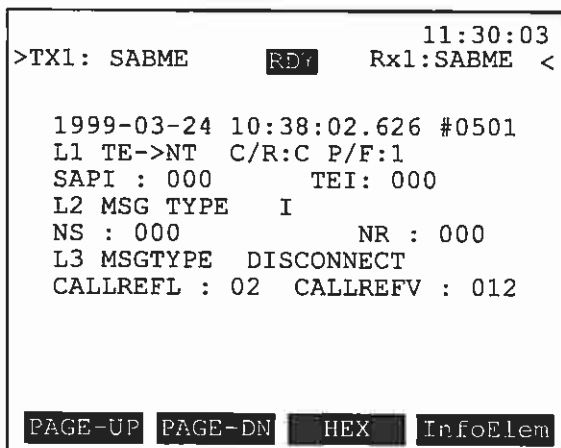 11:30:03
>TX1: SABME RDY Rx1:SABME <
1999-03-24 10:38:02.626 #0501
L1 TE->NT C/R:C P/F:1
SAPI : 000 TEI: 000
L2 MSG TYPE I
NS : 000 NR : 000
L3 MSGTYPE DISCONNECT
CALLREFL : 02 CALLREFV : 012
PAGE-UP PAGE-DN HEX InfoElem